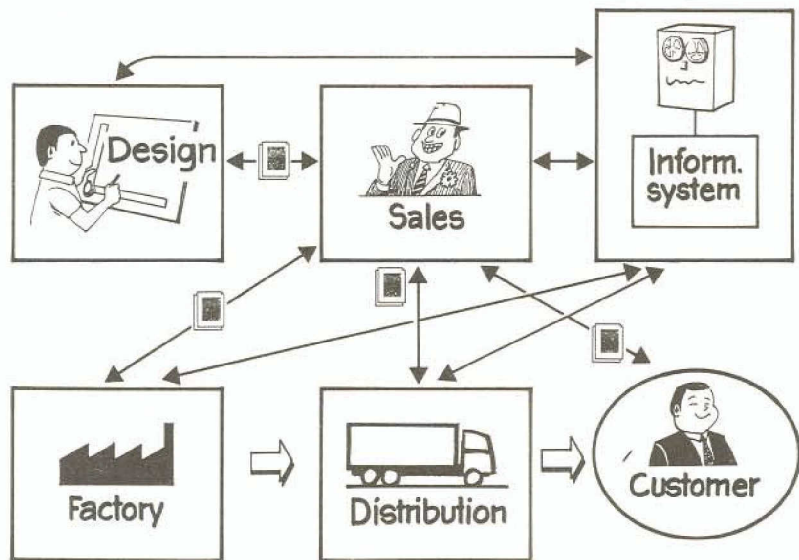 Design
Sales
Inform.
system
Factory
Distribution
Customer